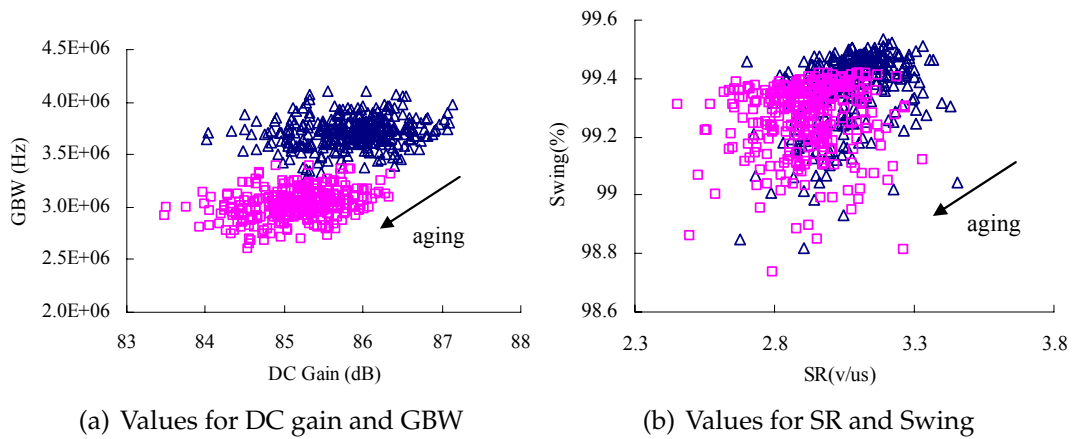 4.5E+06
4.0E+06
3.5E+06
3.0E+06
2.5E+06
2.0E+06
GBW (Hz)
83 84 85 86 87 88
DC Gain (dB)
aging
(a) Values for DC gain and GBW
99.6
99.4
99.2
99
98.8
98.6
Swing(%)
2.3 2.8 3.3 3.8
SR(v/us)
aging
(b) Values for SR and Swing